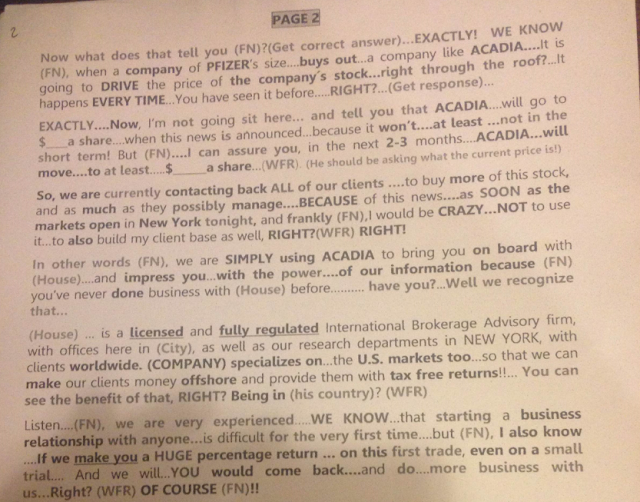 2
PAGE 2
Now what does that tell you (FN)?(Get correct answer)...EXACTLY! WE KNOW
(FN), when a company of PFIZER's size....buys out...a company like ACADIA....It is
going to DRIVE the price of the company's stock...right through the roof?...It
happens EVERY TIME...You have seen it before.....RIGHT?...(Get response)...
EXACTLY....Now, I'm not going sit here... and tell you that ACADIA....will go to
$___a share....when this news is announced...because it won't....at least ...not in the
short term! But (FN)....I can assure you, in the next 2-3 months....ACADIA...will
move....to at least.....$______a share...(WFR). (He should be asking what the current price is!)
So, we are currently contacting back ALL of our clients ....to buy more of this stock,
and as much as they possibly manage....BECAUSE of this news....as SOON as the
markets open in New York tonight, and frankly (FN),I would be CRAZY...NOT to use
it...to also build my client base as well, RIGHT?(WFR) RIGHT!
In other words (FN), we are SIMPLY using ACADIA to bring you on board with
(House)....and impress you...with the power....of our information because (FN)
you've never done business with (House) before.......... have you?...Well we recognize
that...
(House) ... is a licensed and fully regulated International Brokerage Advisory firm,
with offices here in (City), as well as our research departments in NEW YORK, with
clients worldwide. (COMPANY) specializes on...the U.S. markets too...so that we can
make our clients money offshore and provide them with tax free returns!!... You can
see the benefit of that, RIGHT? Being in (his country)? (WFR)
Listen....(FN), we are very experienced....WE KNOW...that starting a business
relationship with anyone...is difficult for the very first time....but (FN), I also know
....If we make you a HUGE percentage return ... on this first trade, even on a small
trial.... And we will...YOU would come back....and do....more business with
us...Right? (WFR) OF COURSE (FN)!!